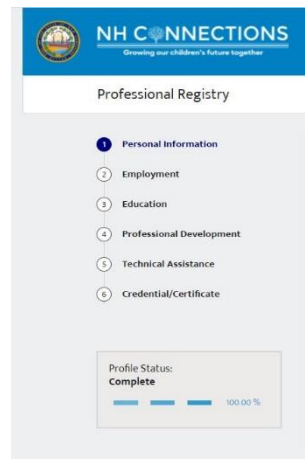 NH CONNECTIONS
Growing our children's future together
Professional Registry
1 Personal Information
2 Employment
3 Education
4 Professional Development
5 Technical Assistance
6 Credential/Certificate
Profile Status:
Complete
100.00 %